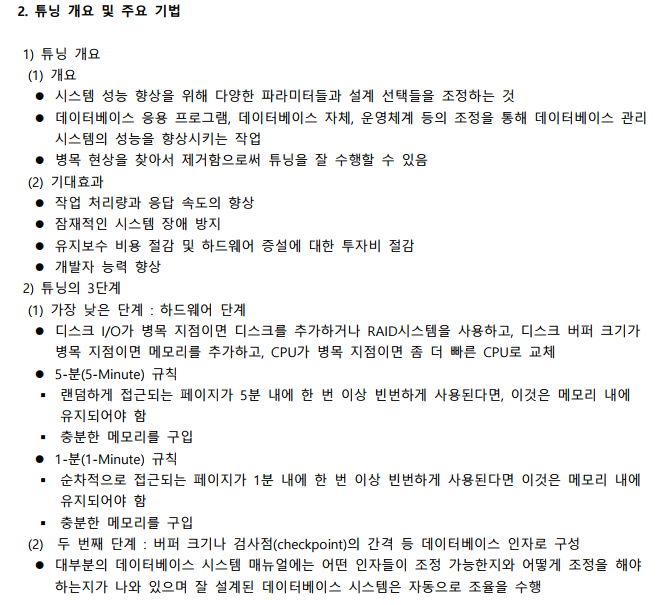 2. 튜닝 개요 및 주요 기법
1) 튜닝 개요
(1) 개요
● 시스템 성능 향상을 위해 다양한 파라미터들과 설계 선택들을 조정하는 것
● 데이터베이스 응용 프로그램, 데이터베이스 자체, 운영체계 등의 조정을 통해 데이터베이스 관리
시스템의 성능을 향상시키는 작업
● 병목 현상을 찾아서 제거함으로써 튜닝을 잘 수행할 수 있음
(2) 기대효과
● 작업 처리량과 응답 속도의 향상
● 잠재적인 시스템 장애 방지
● 유지보수 비용 절감 및 하드웨어 증설에 대한 투자비 절감
● 개발자 능력 향상
2) 튜닝의 3단계
(1) 가장 낮은 단계 : 하드웨어 단계
● 디스크 I/O가 병목 지점이면 디스크를 추가하거나 RAID시스템을 사용하고, 디스크 버퍼 크기가
병목 지점이면 메모리를 추가하고, CPU가 병목 지점이면 좀 더 빠른 CPU로 교체
● 5-분(5-Minute) 규칙
▪ 랜덤하게 접근되는 페이지가 5분 내에 한 번 이상 빈번하게 사용된다면, 이것은 메모리 내에
유지되어야 함
▪ 충분한 메모리를 구입
● 1-분(1-Minute) 규칙
▪ 순차적으로 접근되는 페이지가 1분 내에 한 번 이상 빈번하게 사용된다면 이것은 메모리 내에
유지되어야 함
▪ 충분한 메모리를 구입
(2) 두 번째 단계 : 버퍼 크기나 검사점(checkpoint)의 간격 등 데이터베이스 인자로 구성
● 대부분의 데이터베이스 시스템 매뉴얼에는 어떤 인자들이 조정 가능한지와 어떻게 조정을 해야
하는지가 나와 있으며 잘 설계된 데이터베이스 시스템은 자동으로 조율을 수행